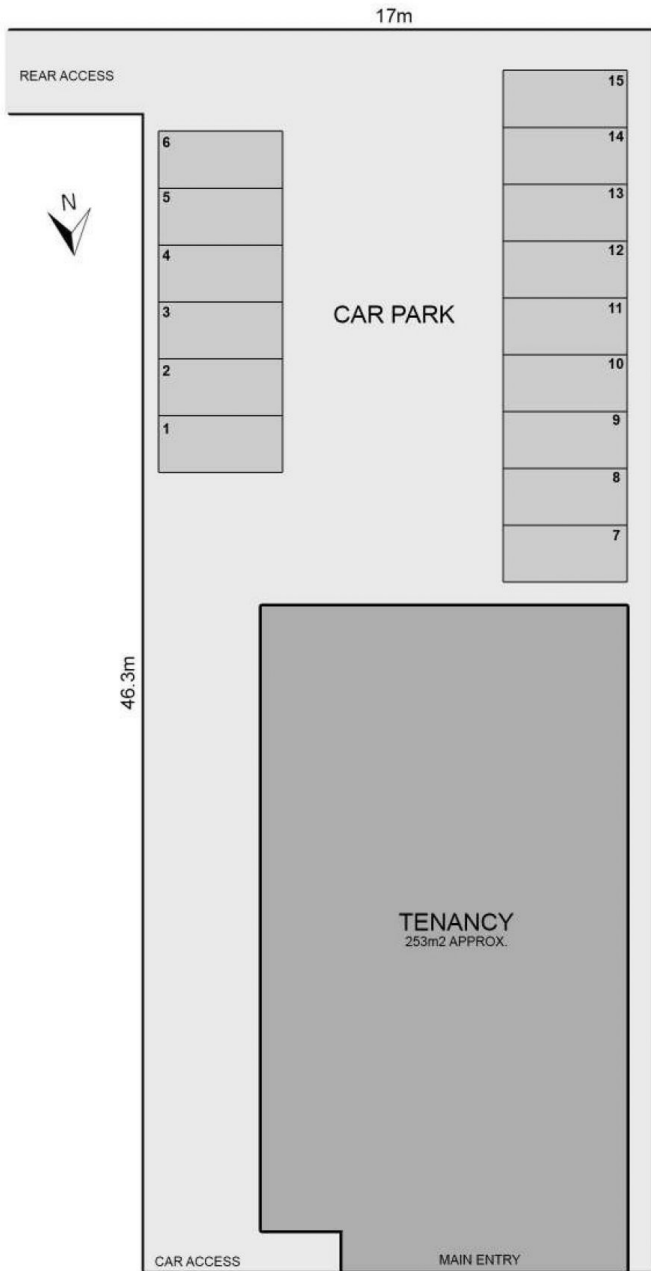 17m
REAR ACCESS
15
6
14
5
13
N
4
12
3
CAR PARK
11
2
10
1
9
8
7
46.3m
TENANCY
253m2 APPROX.
CAR ACCESS
MAIN ENTRY